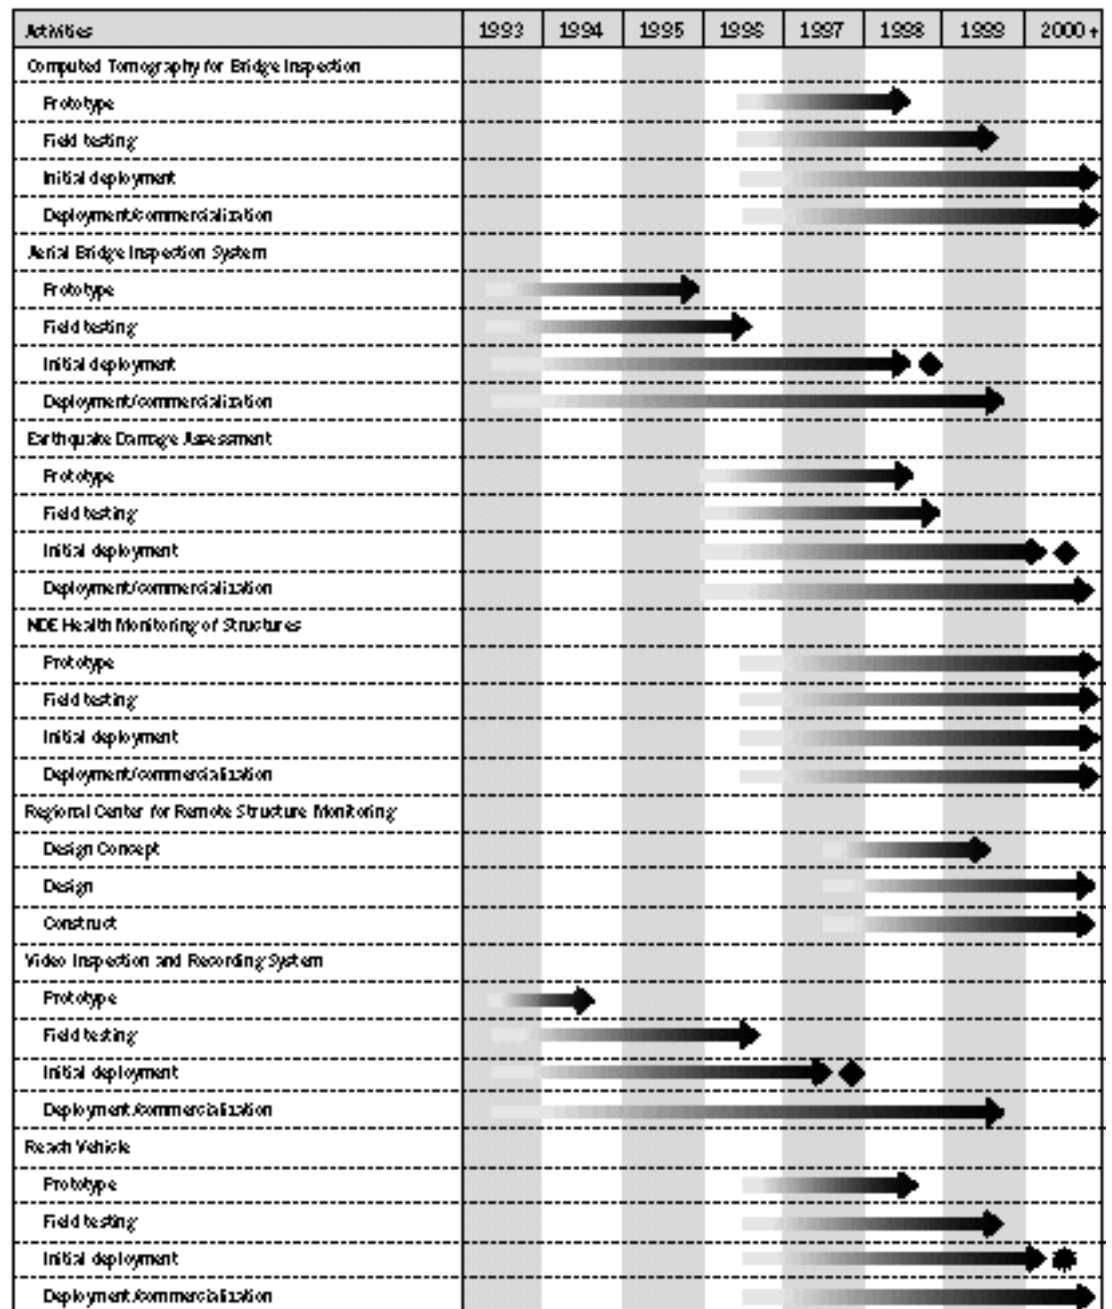 Activities 1993 1994 1995 1996 1997 1998 1999 2000 +
Computed Tomography for Bridge Inspection
Prototype
Field testing
Initial deployment
Deployment/commercialization
Aerial Bridge Inspection System
Prototype
Field testing
Initial deployment
Deployment/commercialization
Earthquake Damage Assessment
Prototype
Field testing
Initial deployment
Deployment/commercialization
NDE Health Monitoring of Structures
Prototype
Field testing
Initial deployment
Deployment/commercialization
Regional Center for Remote Structure Monitoring
Design Concept
Design
Construct
Video Inspection and Recording System
Prototype
Field testing
Initial deployment
Deployment/commercialization
Reach Vehicle
Prototype
Field testing
Initial deployment
Deployment/commercialization